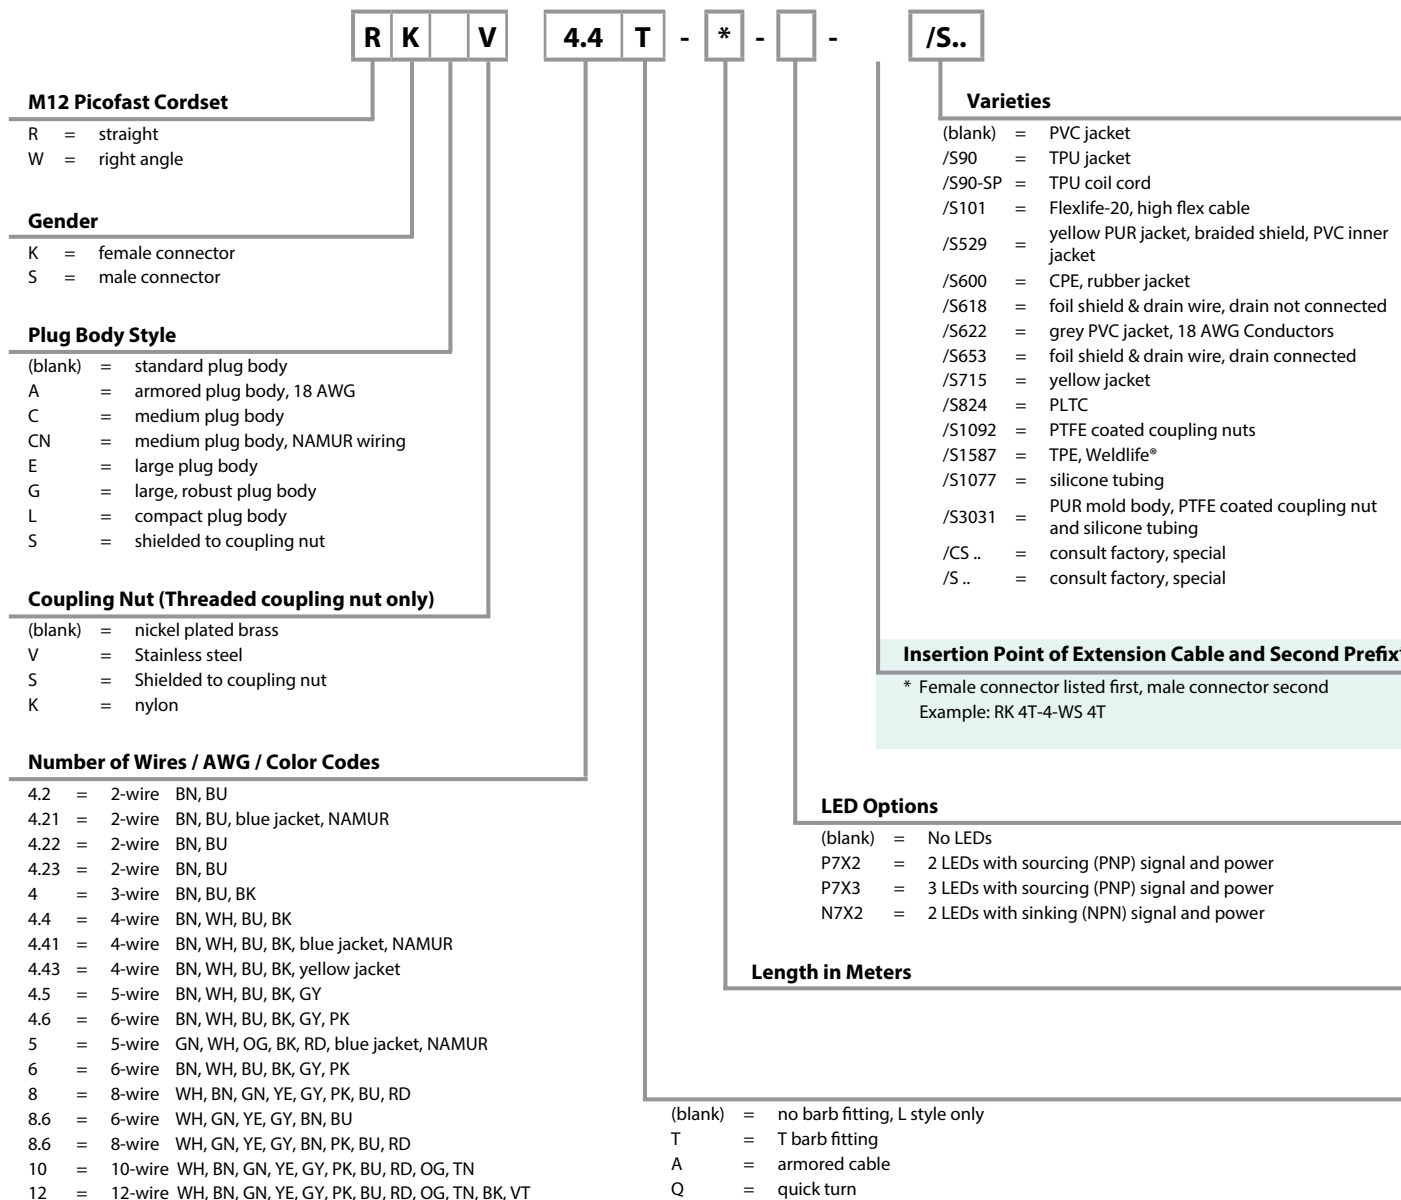 R K V 4.4 T - * - - /S..
M12 Picofast Cordset
R = straight
W = right angle
Gender
K = female connector
S = male connector
Plug Body Style
(blank) = standard plug body
A = armored plug body, 18 AWG
C = medium plug body
CN = medium plug body, NAMUR wiring
E = large plug body
G = large, robust plug body
L = compact plug body
S = shielded to coupling nut
Coupling Nut (Threaded coupling nut only)
(blank) = nickel plated brass
V = Stainless steel
S = Shielded to coupling nut
K = nylon
Number of Wires / AWG / Color Codes
4.2 = 2-wire BN, BU
4.21 = 2-wire BN, BU, blue jacket, NAMUR
4.22 = 2-wire BN, BU
4.23 = 2-wire BN, BU
4 = 3-wire BN, BU, BK
4.4 = 4-wire BN, WH, BU, BK
4.41 = 4-wire BN, WH, BU, BK, blue jacket, NAMUR
4.43 = 4-wire BN, WH, BU, BK, yellow jacket
4.5 = 5-wire BN, WH, BU, BK, GY
4.6 = 6-wire BN, WH, BU, BK, GY, PK
5 = 5-wire GN, WH, OG, BK, RD, blue jacket, NAMUR
6 = 6-wire BN, WH, BU, BK, GY, PK
8 = 8-wire WH, BN, GN, YE, GY, PK, BU, RD
8.6 = 6-wire WH, GN, YE, GY, BN, BU
8.6 = 8-wire WH, GN, YE, GY, BN, PK, BU, RD
10 = 10-wire WH, BN, GN, YE, GY, PK, BU, RD, OG, TN
12 = 12-wire WH, BN, GN, YE, GY, PK, BU, RD, OG, TN, BK, VT
Varieties
(blank) = PVC jacket
/S90 = TPU jacket
/S90-SP = TPU coil cord
/S101 = Flexlife-20, high flex cable
/S529 = yellow PUR jacket, braided shield, PVC inner
jacket
/S600 = CPE, rubber jacket
/S618 = foil shield & drain wire, drain not connected
/S622 = grey PVC jacket, 18 AWG Conductors
/S653 = foil shield & drain wire, drain connected
/S715 = yellow jacket
/S824 = PLTC
/S1092 = PTFE coated coupling nuts
/S1587 = TPE, Weldlife®
/S1077 = silicone tubing
/S3031 = PUR mold body, PTFE coated coupling nut
and silicone tubing
/CS .. = consult factory, special
/S .. = consult factory, special
Insertion Point of Extension Cable and Second Prefix
* Female connector listed first, male connector second
Example: RK 4T-4-WS 4T
LED Options
(blank) = No LEDs
P7X2 = 2 LEDs with sourcing (PNP) signal and power
P7X3 = 3 LEDs with sourcing (PNP) signal and power
N7X2 = 2 LEDs with sinking (NPN) signal and power
Length in Meters
(blank) = no barb fitting, L style only
T = T barb fitting
A = armored cable
Q = quick turn